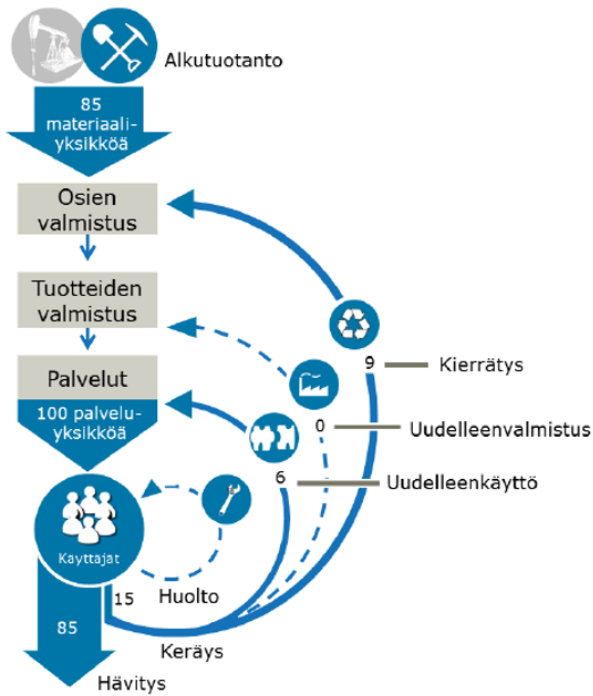 Alkutuotanto
85
materiaali-
yksikköä
Osien
valmistus
Tuotteiden
valmistus
9
Kierrätys
Palvelut
100 palvelu-
yksikköä
0
Uudelleenvalmistus
6
Uudelleenkäyttö
Käyttäjät
15
Huolto
85
Keräys
Hävitys